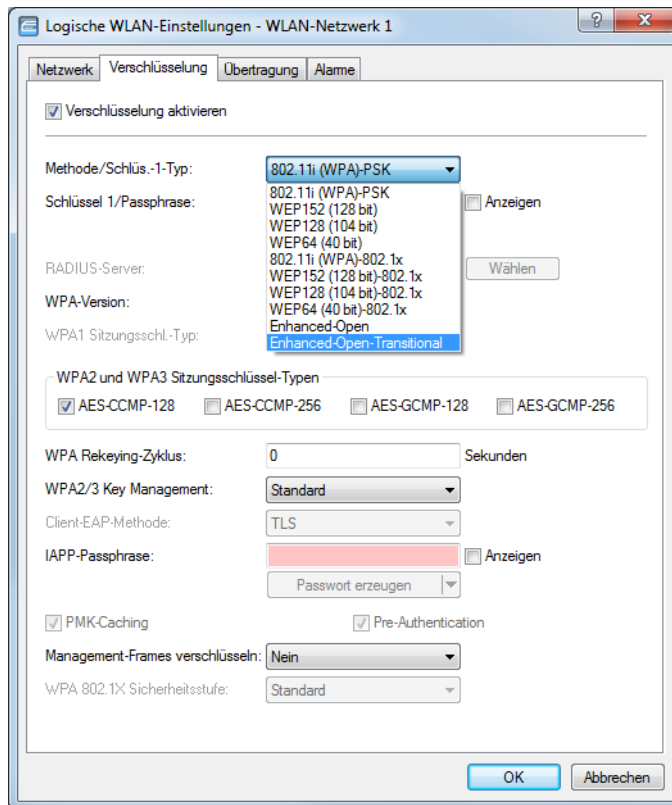 Logische WLAN-Einstellungen - WLAN-Netzwerk 1
Netzwerk Verschlüsselung Übertragung Alarme
Verschlüsselung aktivieren
Methode/Schlüs.-1-Typ: 802.11i (WPA)-PSK
802.11i (WPA)-PSK
Schlüssel 1/Passphrase: WEP152 (128 bit) Anzeigen
WEP128 (104 bit)
WEP64 (40 bit)
802.11i (WPA)-802.1x
RADIUS-Server: WEP152 (128 bit)-802.1x Wählen
WEP128 (104 bit)-802.1x
WPA-Version: WEP64 (40 bit)-802.1x
Enhanced-Open
WPA1 Sitzungsschl.-Typ: Enhanced-Open-Transitional
WPA2 und WPA3 Sitzungsschlüssel-Typen
AES-CCMP-128 AES-CCMP-256 AES-GCMP-128 AES-GCMP-256
WPA Rekeying-Zyklus: 0 Sekunden
WPA2/3 Key Management: Standard
Client-EAP-Methode: TLS
IAPP-Passphrase: Anzeigen
Passwort erzeugen
PMK-Caching Pre-Authentication
Management-Frames verschlüsseln: Nein
WPA 802.1X Sicherheitsstufe: Standard
OK Abbrechen